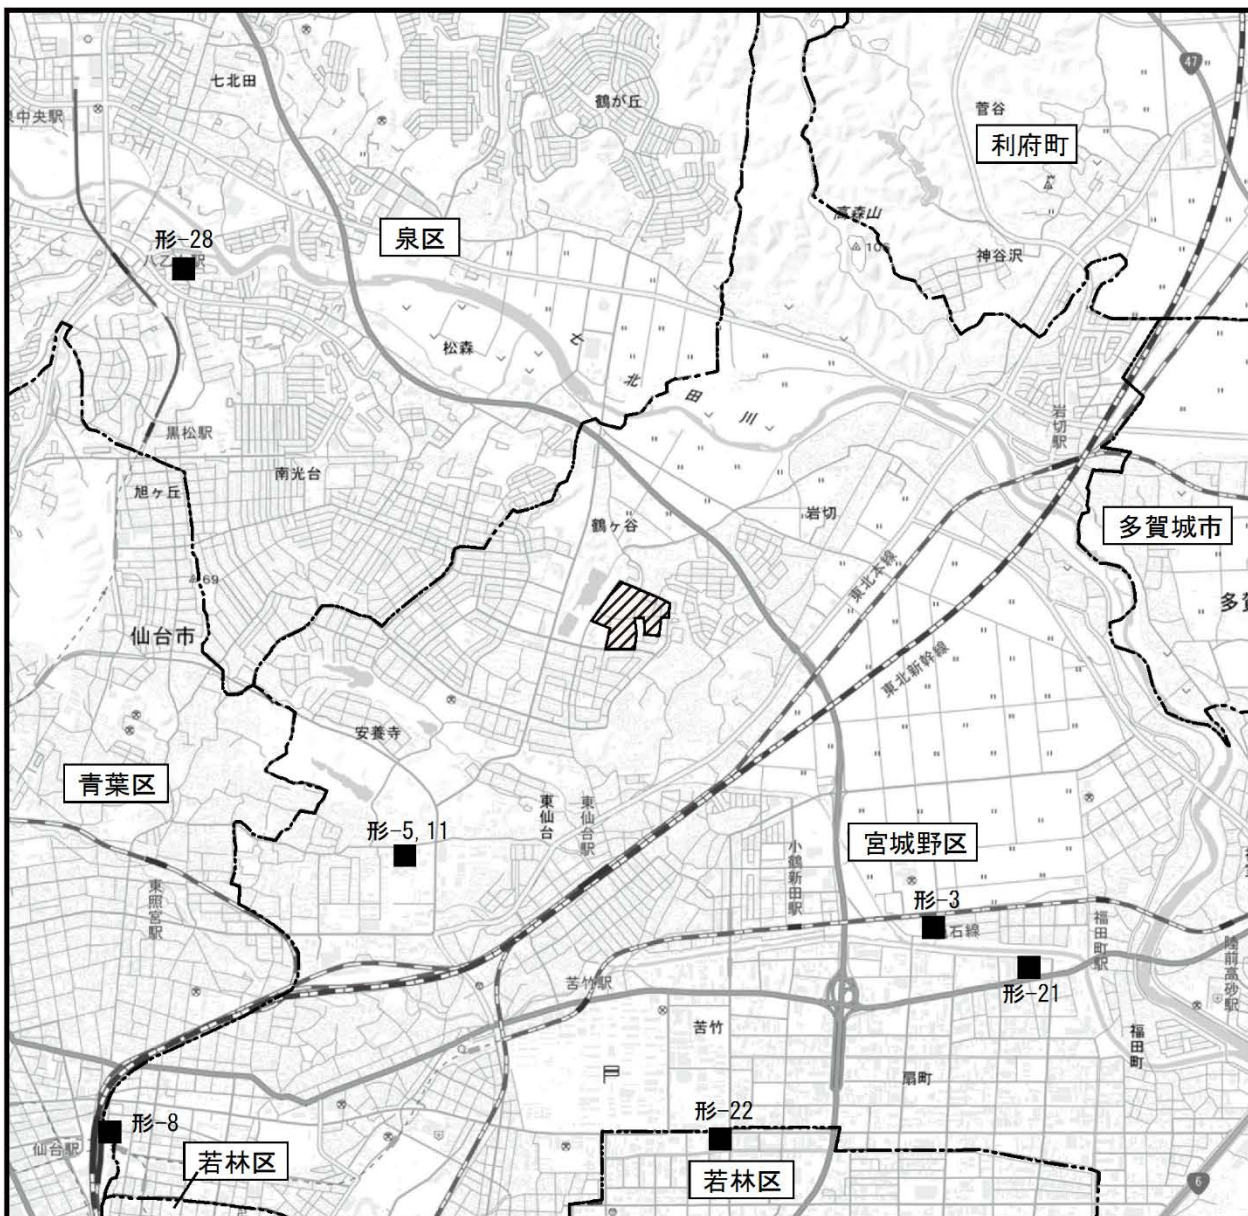 七北田
鶴が丘
菅谷
47
利府町
泉中央駅
高森山
泉区
形-28
106
神谷沢
松森
七北田川
岩切駅
黒松駅
南光台
旭ヶ丘
鶴ヶ谷
岩切
多賀城市
東北本線
69
仙台市
東北新幹線
安養寺
青葉区
東仙台
東仙台駅
形-5, 11
宮城野区
小鶴新田駅
東照宮駅
形-3
石線
福田町駅
陸前高砂駅
苦竹駅
形-21
苦竹
福田町
扇町
形-8
形-22
仙台駅
若林区
若林区
6